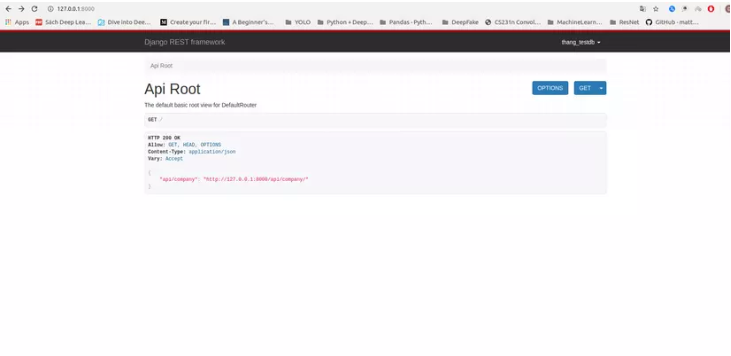 127.0.0.1:8000
Apps Sách Deep Lea... Dive Into Dee... Create your fir... A Beginner's... YOLO Python + Deep... Pandas - Pyth... DeepFake CS231n Convol... MachineLearn... ResNet GitHub - matt...
Django REST framework thang_testdb
Api Root
Api Root OPTIONS GET
The default basic root view for DefaultRouter
GET /
HTTP 200 OK
Allow: GET, HEAD, OPTIONS
Content-Type: application/json
Vary: Accept
{
"api/company": "http://127.0.0.1:8000/api/company/"
}